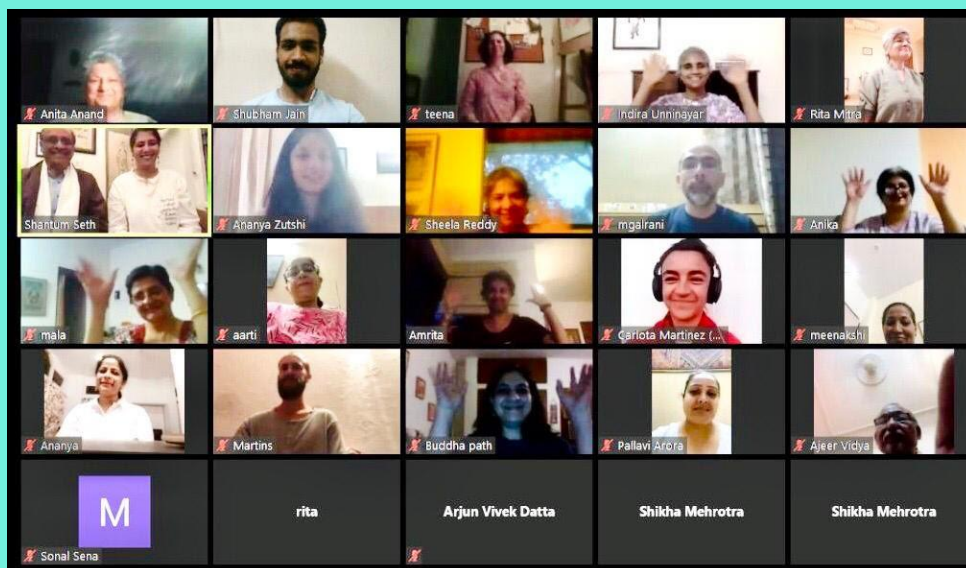 Anita Anand
Shubham Jain
teena
Indira Unninayar
Rita Mitra
Shantum Seth
Ananya Zutshi
Sheela Reddy
mgalrani
Anika
mala
aarti
Amrita
Carlota Martinez (...
meenakshi
Ananya
Martins
Buddha path
Pallavi Arora
Ajeer Vidya
M
Sonal Sena
rita
Arjun Vivek Datta
Shikha Mehrotra
Shikha Mehrotra